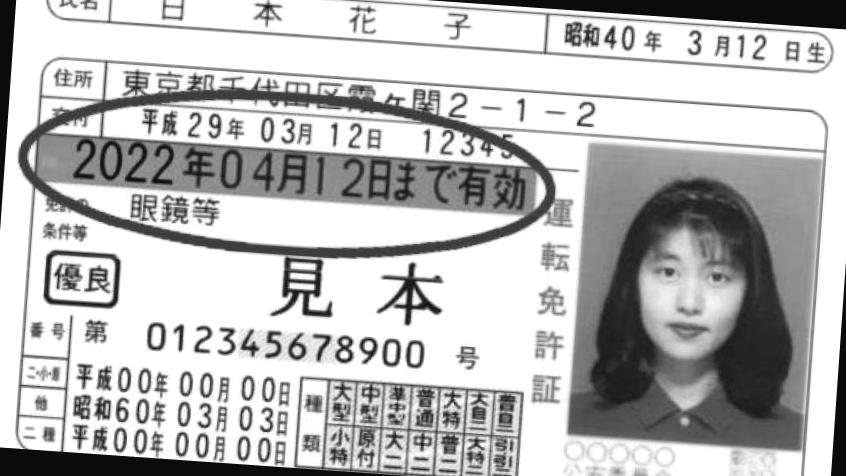 氏名 日本花子 昭和40年 3月12日生
住所 東京都千代田区霞ヶ関2-1-2
交付 平成29年03月12日 12345
2022年04月12日まで有効
眼鏡等
条件等
優良
見本
番号 第 012345678900 号
二・小・原 平成00年00月00日
他 昭和60年03月03日
二種 平成00年00月00日
種類
大型 中型 準中型 普通 大特 大自二 普自二
小特 原付 大二 中二 普二 大特二 引引二
運転免許証
公安委員会